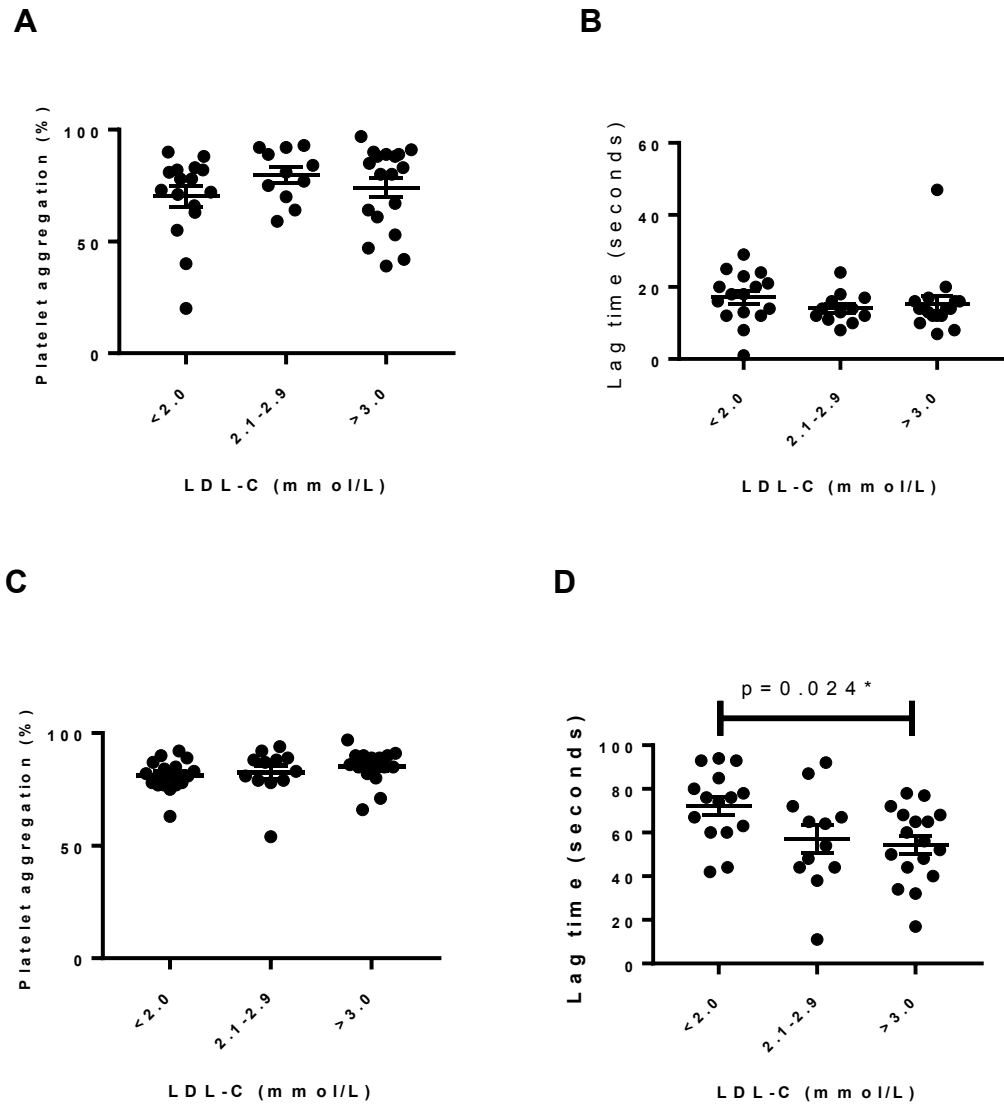 A
Platelet aggregation (%)
100
50
0
<2.0
2.1-2.9
>3.0
LDL-C (mmol/L)
B
Lag time (seconds)
60
40
20
0
<2.0
2.1-2.9
>3.0
LDL-C (mmol/L)
C
Platelet aggregation (%)
100
50
0
<2.0
2.1-2.9
>3.0
LDL-C (mmol/L)
D
p=0.024*
Lag time (seconds)
100
80
60
40
20
0
<2.0
2.1-2.9
>3.0
LDL-C (mmol/L)